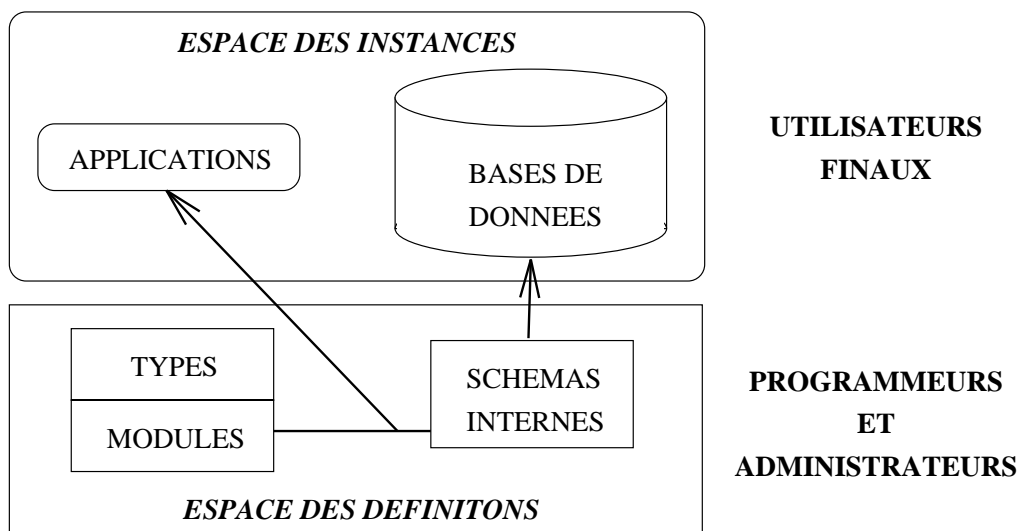 ESPACE DES INSTANCES
APPLICATIONS
BASES DE
DONNEES
UTILISATEURS
FINAUX
TYPES
MODULES
SCHEMAS
INTERNES
PROGRAMMEURS
ET
ADMINISTRATEURS
ESPACE DES DEFINITONS